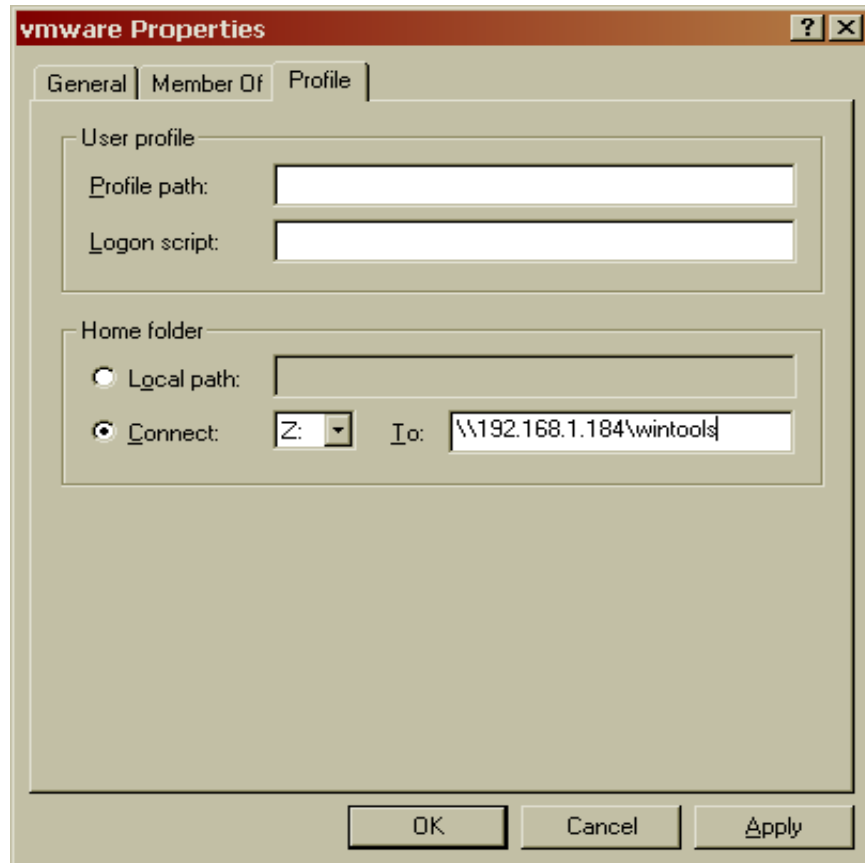 vmware Properties ? X
General Member Of Profile
User profile
Profile path:
Logon script:
Home folder
Local path:
Connect: Z: To: \\192.168.1.184\wintools
OK Cancel Apply